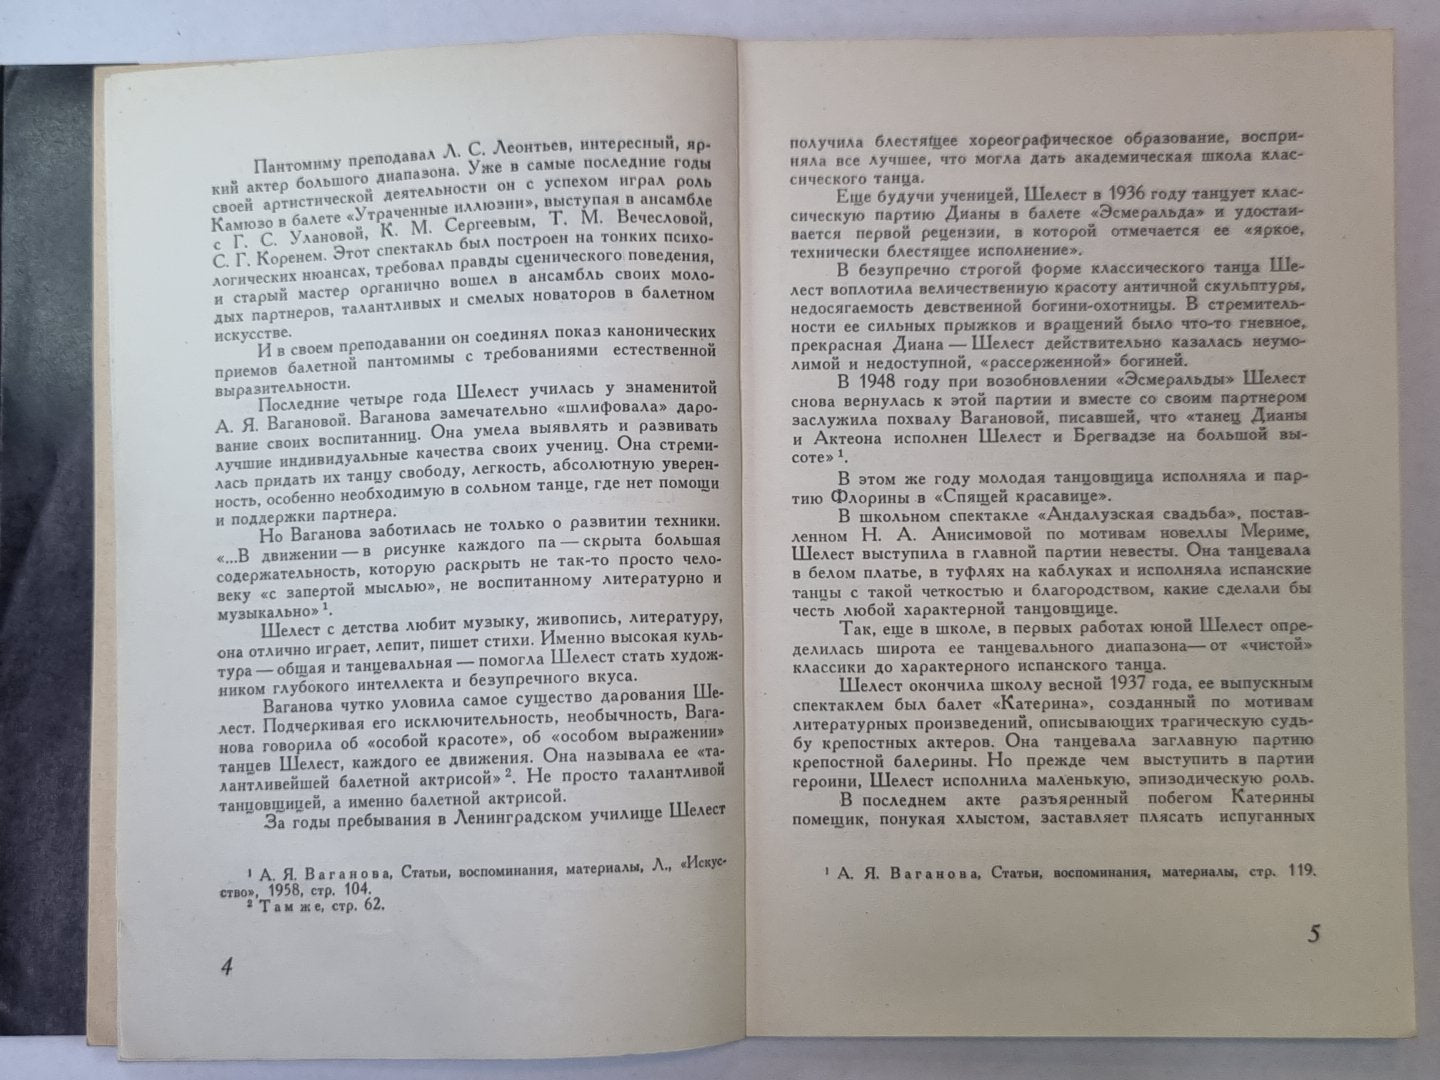 Пантомиму преподавал Л. С. Леонтьев, интересный, яр-
кий актер большого диапазона. Уже в самые последние годы
своей артистической деятельности он с успехом играл роль
Камюзо в балете «Утраченные иллюзии», выступая в ансамбле
с Г. С. Улановой, К. М. Сергеевым, Т. М. Вечесловой,
С. Г. Коренем. Этот спектакль был построен на тонких психо-
логических нюансах, требовал правды сценического поведения,
и старый мастер органично вошел в ансамбль своих моло-
дых партнеров, талантливых и смелых новаторов в балетном
искусстве.
И в своем преподавании он соединял показ канонических
приемов балетной пантомимы с требованиями естественной
выразительности.
Последние четыре года Шелест училась у знаменитой
А. Я. Вагановой. Ваганова замечательно «шлифовала» даро-
вание своих воспитанниц. Она умела выявлять и развивать
лучшие индивидуальные качества своих учениц. Она стреми-
лась придать их танцу свободу, легкость, абсолютную уверен-
ность, особенно необходимую в сольном танце, где нет помощи
и поддержки партнера.
Но Ваганова заботилась не только о развитии техники.
«...В движении — в рисунке каждого па — скрыта большая
содержательность, которую раскрыть не так-то просто чело-
веку «с запертой мыслью», не воспитанному литературно и
музыкально» ¹.
Шелест с детства любит музыку, живопись, литературу,
она отлично играет, лепит, пишет стихи. Именно высокая куль-
тура — общая и танцевальная — помогла Шелест стать худож-
ником глубокого интеллекта и безупречного вкуса.
Ваганова чутко уловила самое существо дарования Ше-
лест. Подчеркивая его исключительность, необычность, Вага-
нова говорила об «особой красоте», об «особом выражении»
танцев Шелест, каждого ее движения. Она называла ее «та-
лантливейшей балетной актрисой» ². Не просто талантливой
танцовщицей, а именно балетной актрисой.
За годы пребывания в Ленинградском училище Шелест
¹ А. Я. Ваганова, Статьи, воспоминания, материалы, Л., «Искус-
ство», 1958, стр. 104.
² Там же, стр. 62.
4
получила блестящее хореографическое образование, воспри-
няла все лучшее, что могла дать академическая школа клас-
сического танца.
Еще будучи ученицей, Шелест в 1936 году танцует клас-
сическую партию Дианы в балете «Эсмеральда» и удостаи-
вается первой рецензии, в которой отмечается ее «яркое,
технически блестящее исполнение».
В безупречно строгой форме классического танца Ше-
лест воплотила величественную красоту античной скульптуры,
недосягаемость девственной богини-охотницы. В стремитель-
ности ее сильных прыжков и вращений было что-то гневное,
прекрасная Диана — Шелест действительно казалась неумо-
лимой и недоступной, «рассерженной» богиней.
В 1948 году при возобновлении «Эсмеральды» Шелест
снова вернулась к этой партии и вместе со своим партнером
заслужила похвалу Вагановой, писавшей, что «танец Дианы
и Актеона исполнен Шелест и Брегвадзе на большой вы-
соте» ¹.
В этом же году молодая танцовщица исполняла и пар-
тию Флорины в «Спящей красавице».
В школьном спектакле «Андалузская свадьба», постав-
ленном Н. А. Анисимовой по мотивам новеллы Мериме,
Шелест выступила в главной партии невесты. Она танцевала
в белом платье, в туфлях на каблуках и исполняла испанские
танцы с такой четкостью и благородством, какие сделали бы
честь любой характерной танцовщице.
Так, еще в школе, в первых работах юной Шелест опре-
делилась широта ее танцевального диапазона — от «чистой»
классики до характерного испанского танца.
Шелест окончила школу весной 1937 года, ее выпускным
спектаклем был балет «Катерина», созданный по мотивам
литературных произведений, описывающих трагическую судь-
бу крепостных актеров. Она танцевала заглавную партию
крепостной балерины. Но прежде чем выступить в партии
героини, Шелест исполнила маленькую, эпизодическую роль.
В последнем акте разъяренный побегом Катерины
помещик, понукая хлыстом, заставляет плясать испуганных
¹ А. Я. Ваганова, Статьи, воспоминания, материалы, стр. 119.
5